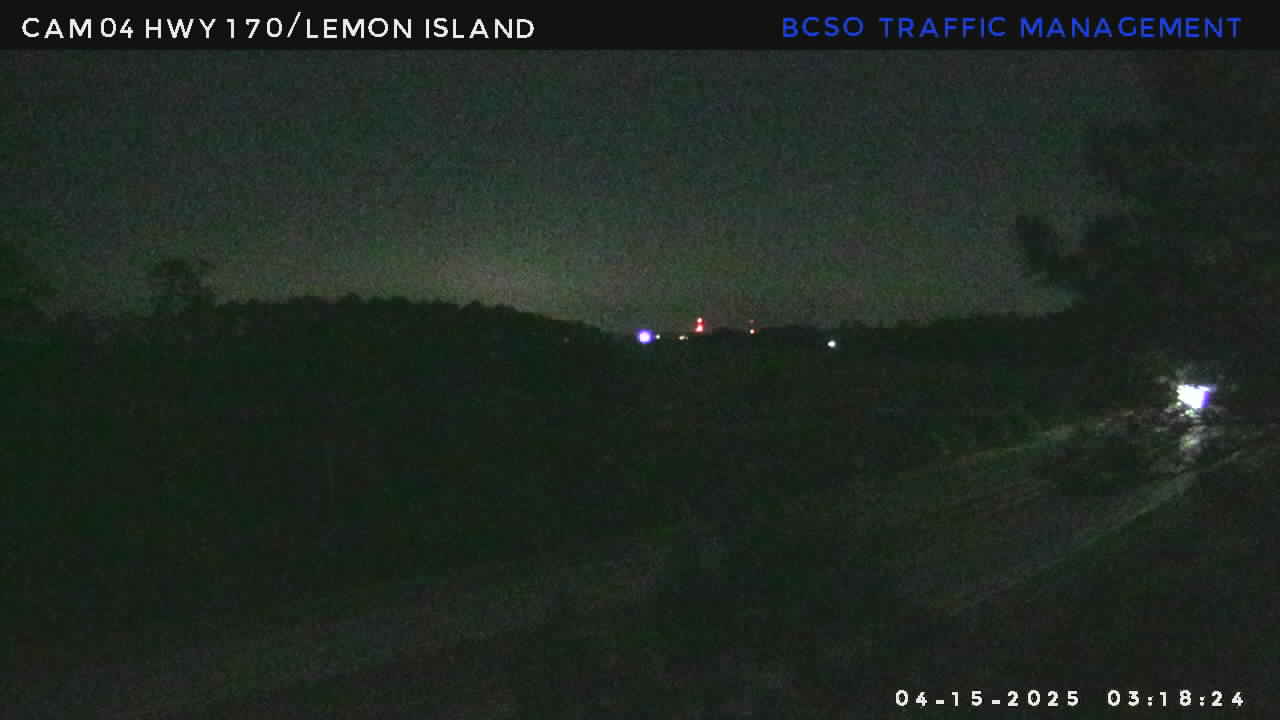 CAM04 HWY 170/LEMON ISLAND
BCSO TRAFFIC MANAGEMENT
04-15-2025 03:18:24